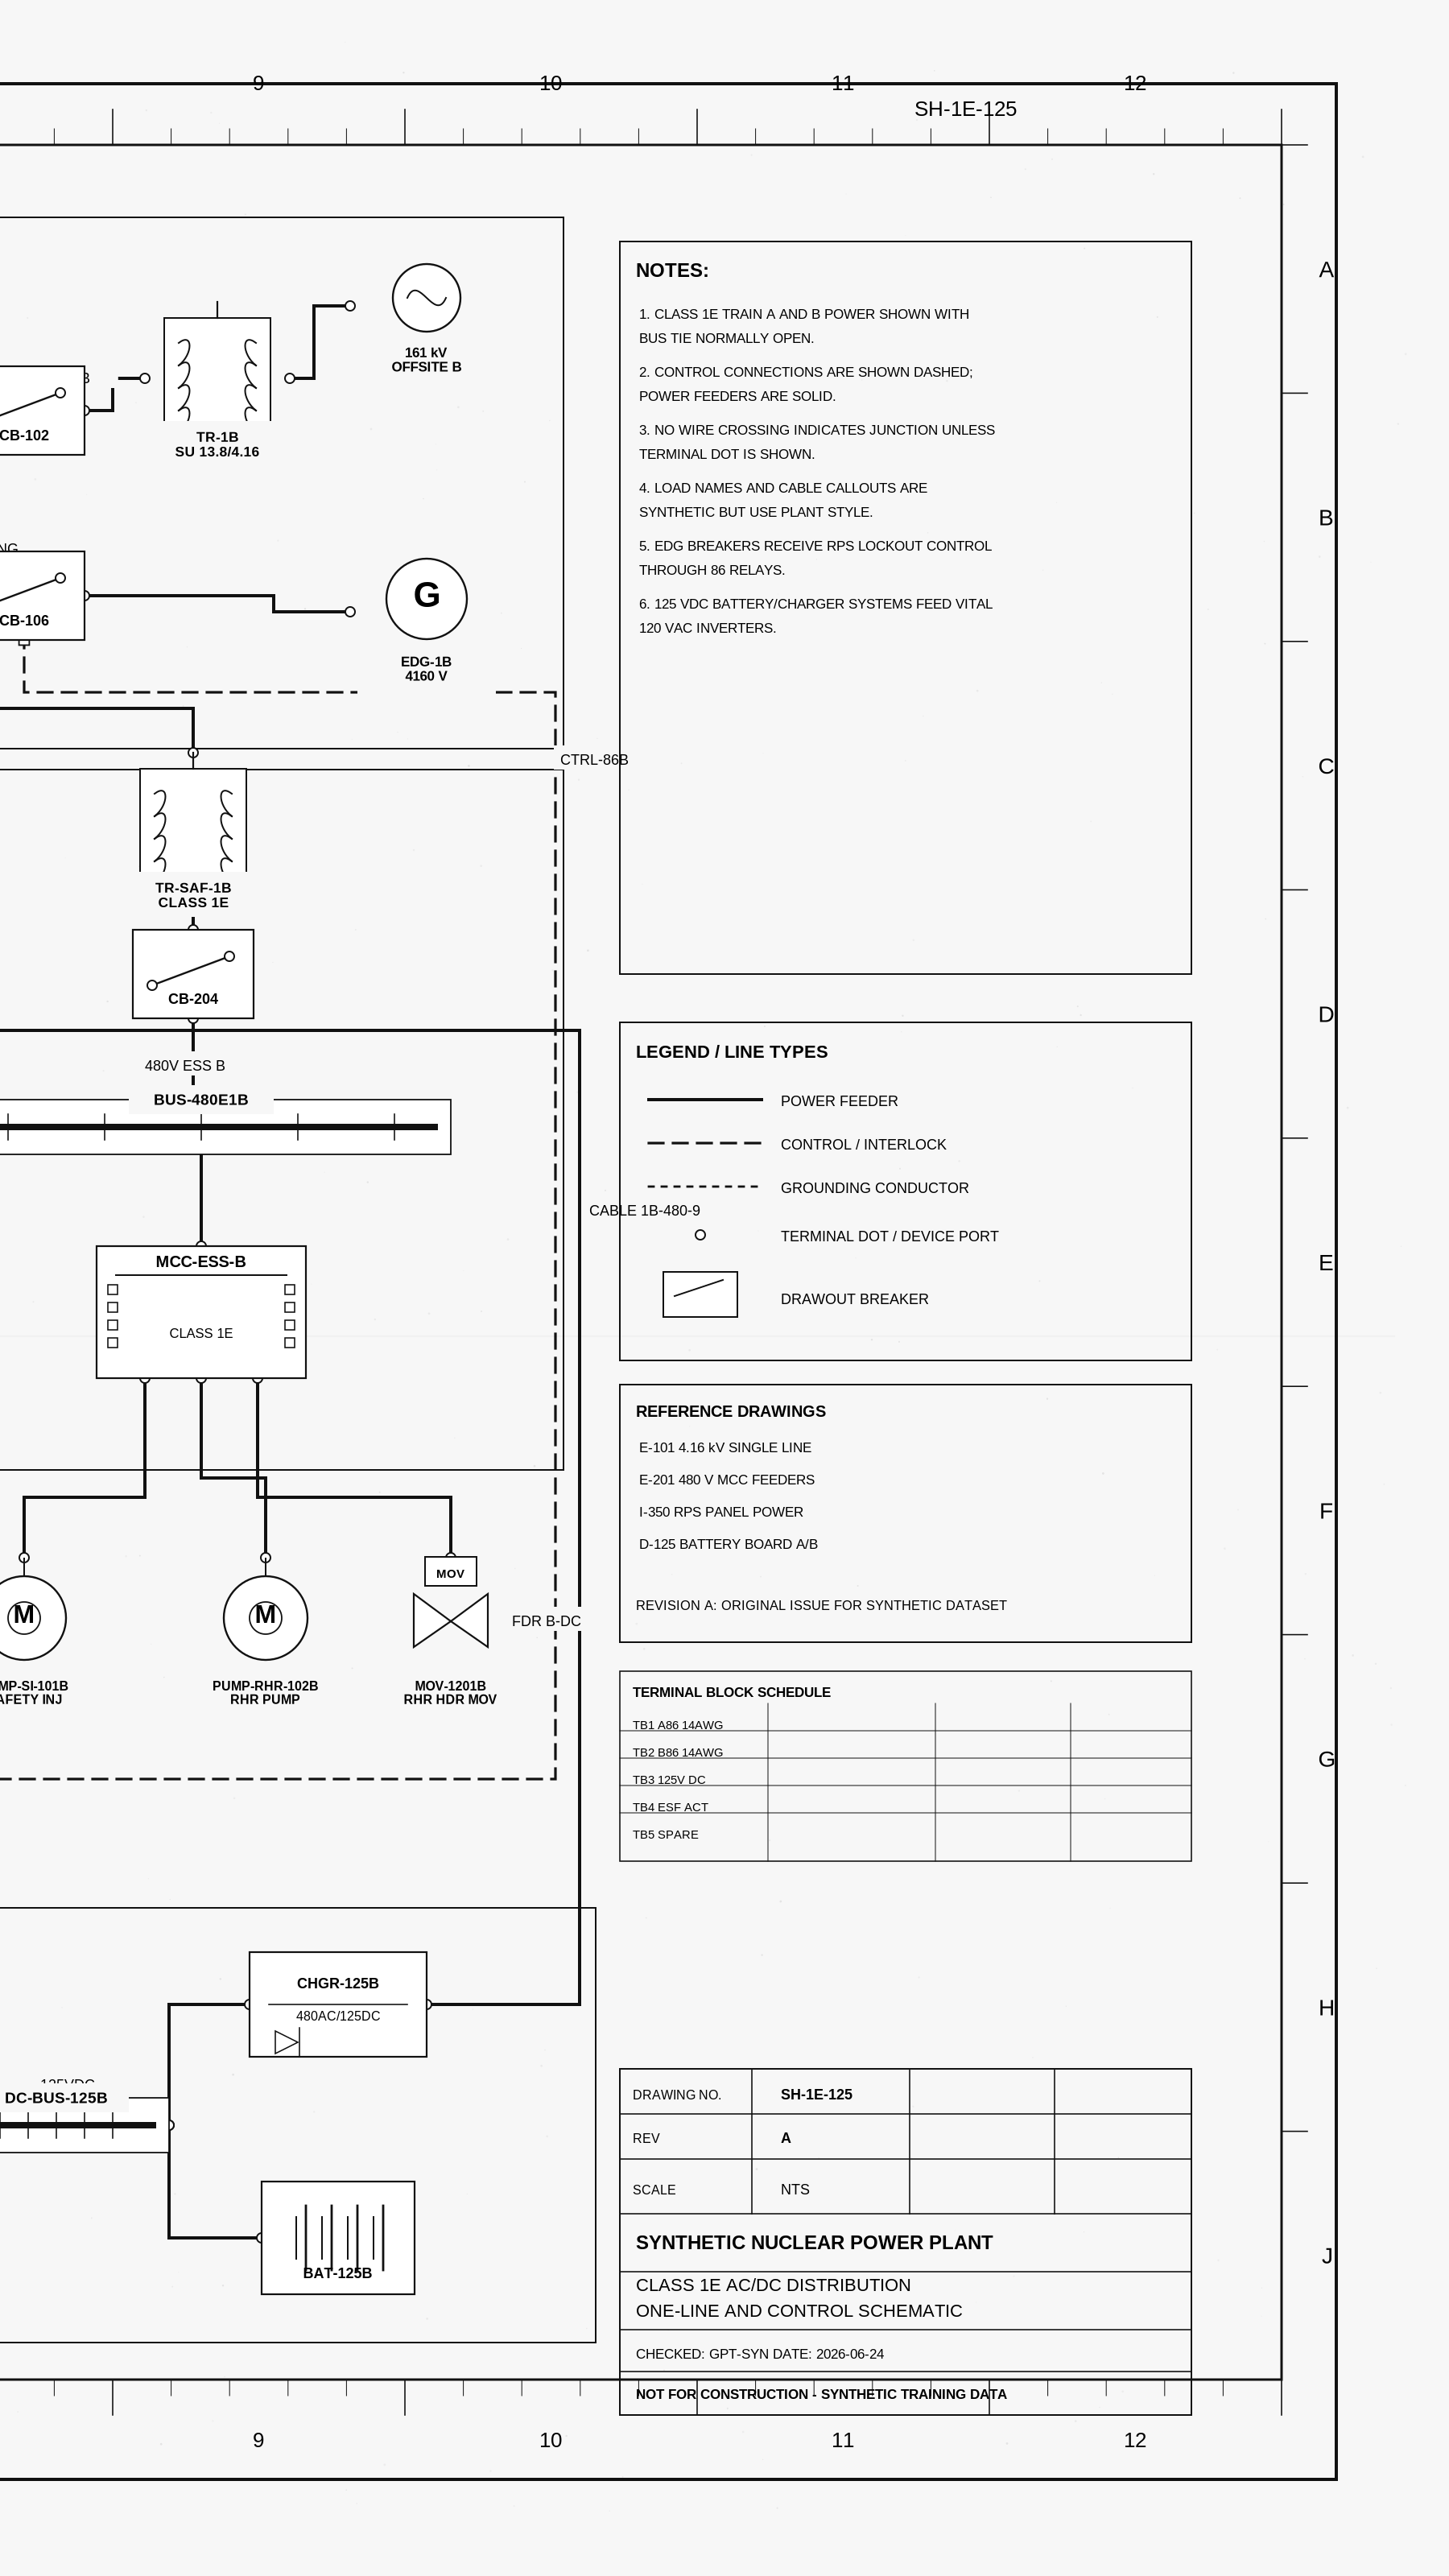 9 10 11 12
SH-1E-125
A
B
C
D
E
F
G
H
J
161 kV
OFFSITE B
CB-102
TR-1B
SU 13.8/4.16
CB-106
G
EDG-1B
4160 V
CTRL-86B
TR-SAF-1B
CLASS 1E
CB-204
480V ESS B
BUS-480E1B
CABLE 1B-480-9
MCC-ESS-B
CLASS 1E
M
M
MOV
FDR B-DC
MP-SI-101B
AFETY INJ
PUMP-RHR-102B
RHR PUMP
MOV-1201B
RHR HDR MOV
CHGR-125B
480AC/125DC
125VDC
DC-BUS-125B
BAT-125B
NOTES:
1. CLASS 1E TRAIN A AND B POWER SHOWN WITH
BUS TIE NORMALLY OPEN.
2. CONTROL CONNECTIONS ARE SHOWN DASHED;
POWER FEEDERS ARE SOLID.
3. NO WIRE CROSSING INDICATES JUNCTION UNLESS
TERMINAL DOT IS SHOWN.
4. LOAD NAMES AND CABLE CALLOUTS ARE
SYNTHETIC BUT USE PLANT STYLE.
5. EDG BREAKERS RECEIVE RPS LOCKOUT CONTROL
THROUGH 86 RELAYS.
6. 125 VDC BATTERY/CHARGER SYSTEMS FEED VITAL
120 VAC INVERTERS.
LEGEND / LINE TYPES
POWER FEEDER
CONTROL / INTERLOCK
GROUNDING CONDUCTOR
TERMINAL DOT / DEVICE PORT
DRAWOUT BREAKER
REFERENCE DRAWINGS
E-101 4.16 kV SINGLE LINE
E-201 480 V MCC FEEDERS
I-350 RPS PANEL POWER
D-125 BATTERY BOARD A/B
REVISION A: ORIGINAL ISSUE FOR SYNTHETIC DATASET
TERMINAL BLOCK SCHEDULE
TB1 A86 14AWG
TB2 B86 14AWG
TB3 125V DC
TB4 ESF ACT
TB5 SPARE
DRAWING NO. SH-1E-125
REV A
SCALE NTS
SYNTHETIC NUCLEAR POWER PLANT
CLASS 1E AC/DC DISTRIBUTION
ONE-LINE AND CONTROL SCHEMATIC
CHECKED: GPT-SYN DATE: 2026-06-24
NOT FOR CONSTRUCTION - SYNTHETIC TRAINING DATA
9 10 11 12